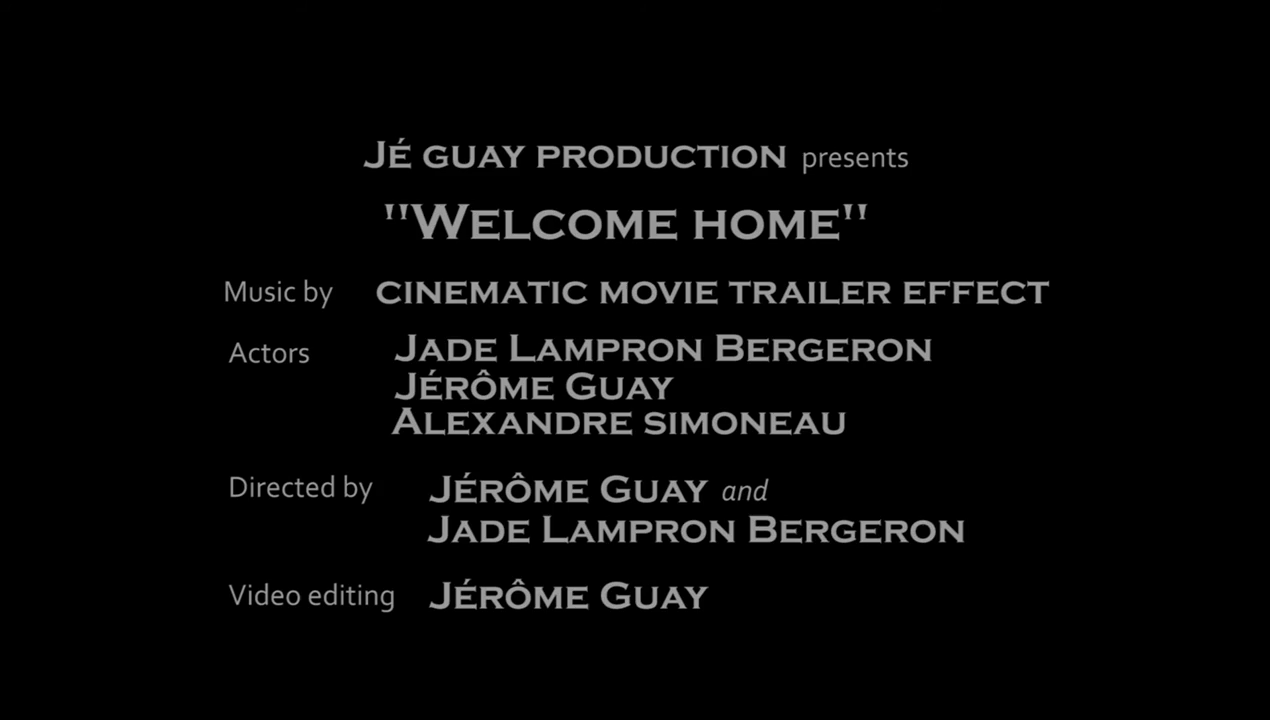 Jé guay production presents
"Welcome home"
Music by cinematic movie trailer effect
Actors Jade Lampron Bergeron
Jérôme Guay
Alexandre simoneau
Directed by Jérôme Guay and
Jade Lampron Bergeron
Video editing Jérôme Guay